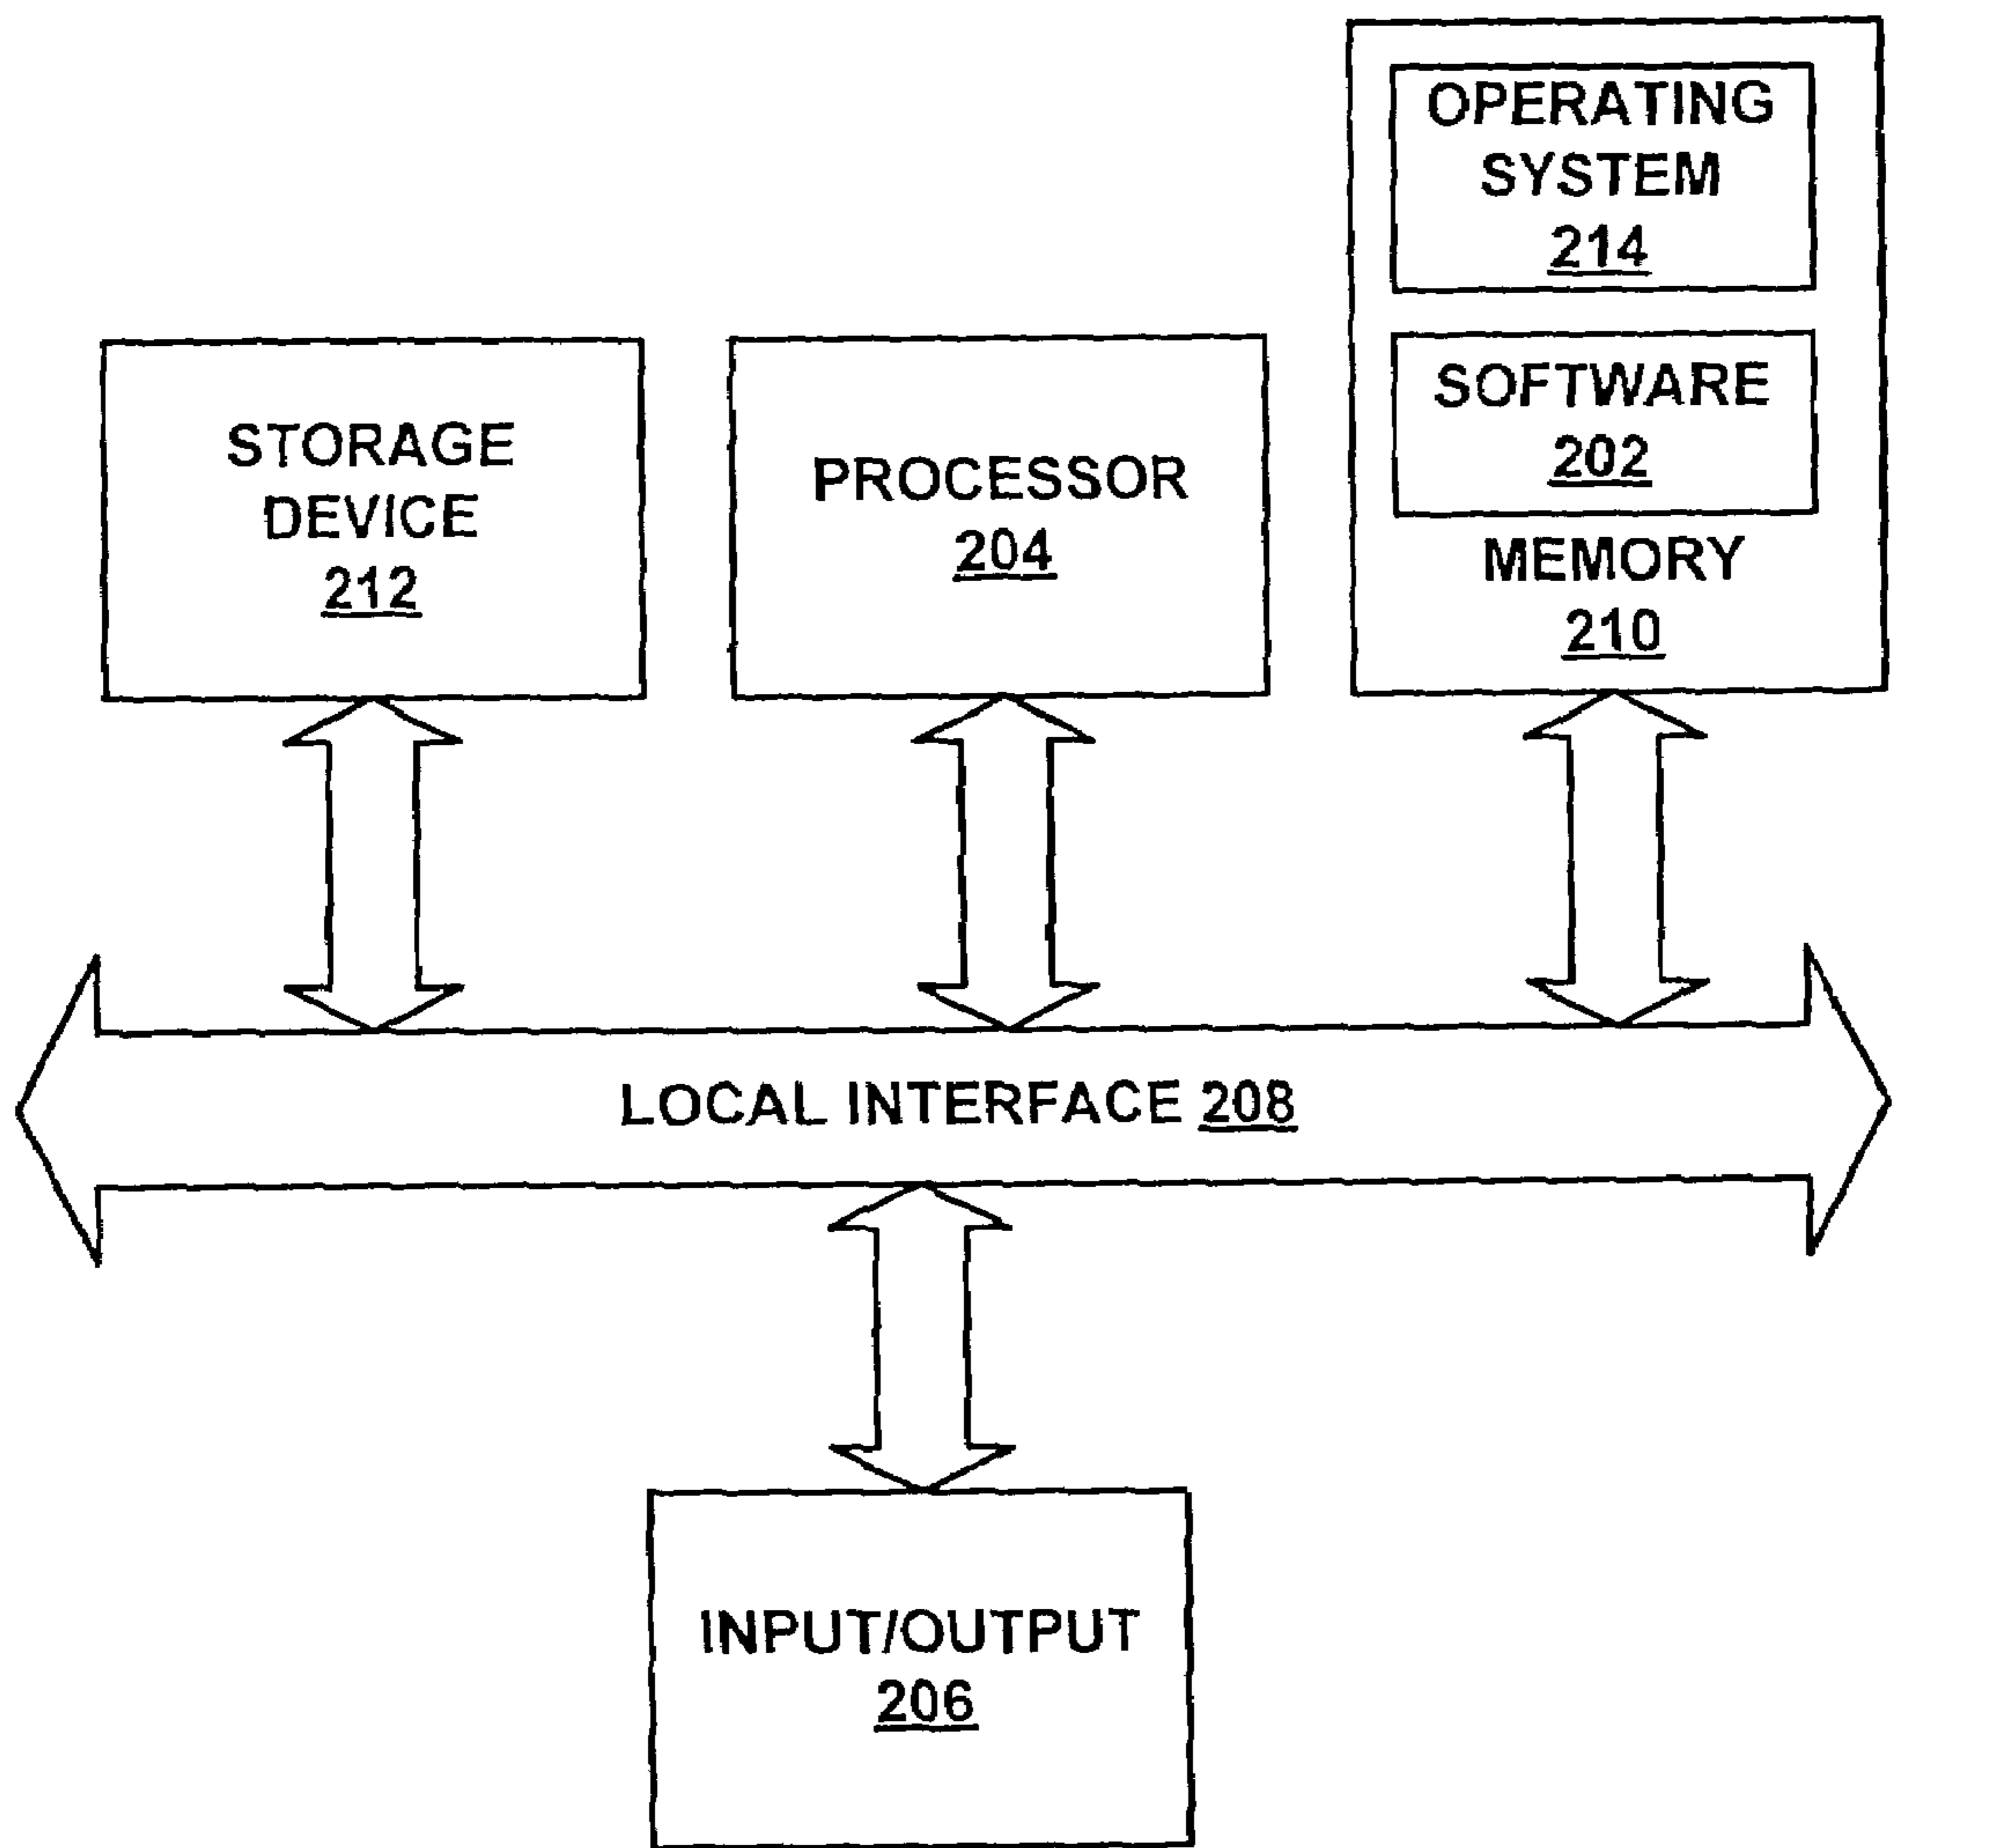 OPERATING
SYSTEM
214
SOFTWARE
202
MEMORY
210
STORAGE
DEVICE
212
PROCESSOR
204
LOCAL INTERFACE 208
INPUT/OUTPUT
206